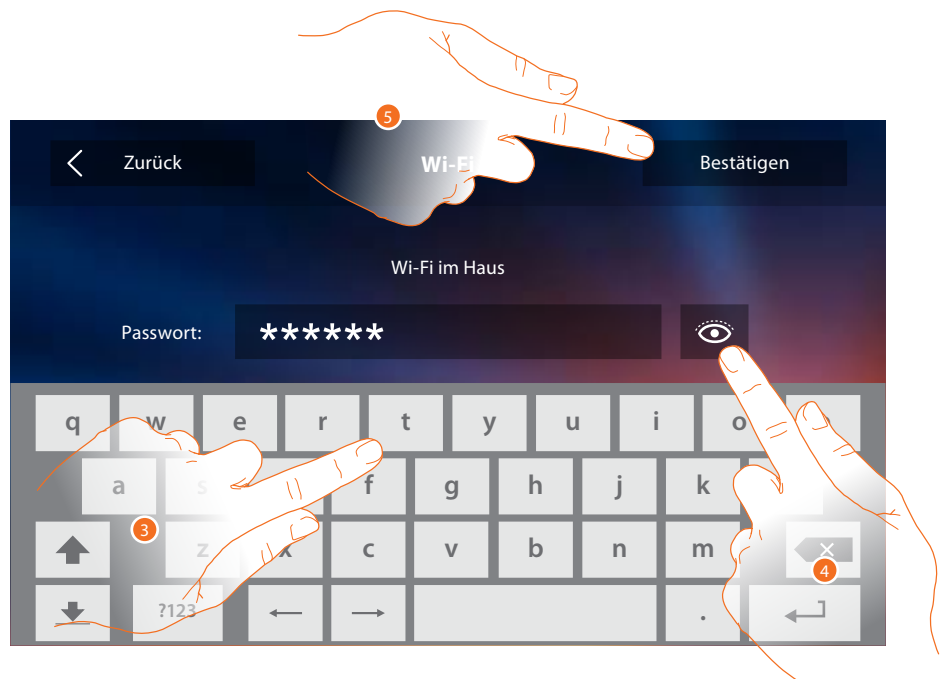 5
Zurück
Wi-Fi
Bestätigen
Wi-Fi im Haus
Passwort: ******
q w e r t y u i o
a s f g h j k
3
z x c v b n m
4
?123 .